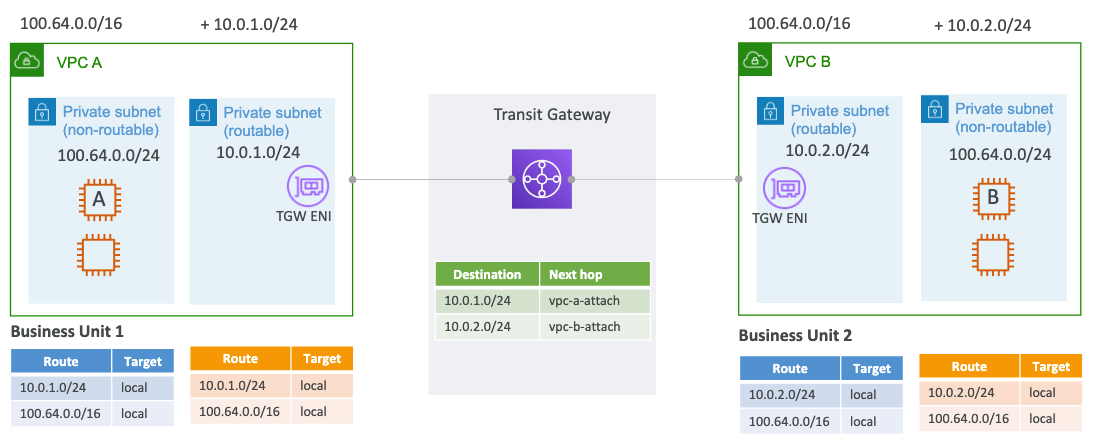 100.64.0.0/16
+ 10.0.1.0/24
VPC A
Private subnet
(non-routable)
100.64.0.0/24
A
Private subnet
(routable)
10.0.1.0/24
TGW ENI
Business Unit 1
Route Target
10.0.1.0/24 local
100.64.0.0/16 local
Route Target
10.0.1.0/24 local
100.64.0.0/16 local
Transit Gateway
Destination Next hop
10.0.1.0/24 vpc-a-attach
10.0.2.0/24 vpc-b-attach
100.64.0.0/16
+ 10.0.2.0/24
VPC B
Private subnet
(routable)
10.0.2.0/24
TGW ENI
Private subnet
(non-routable)
100.64.0.0/24
B
Business Unit 2
Route Target
10.0.2.0/24 local
100.64.0.0/16 local
Route Target
10.0.2.0/24 local
100.64.0.0/16 local